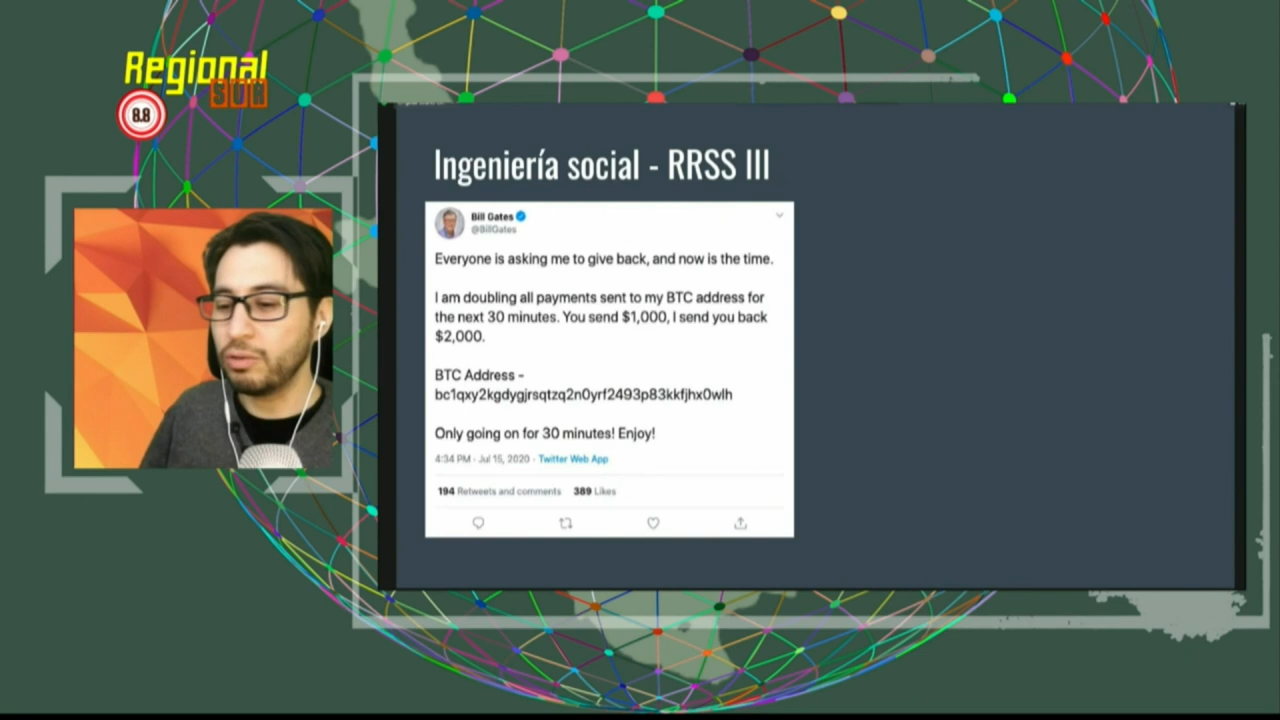 Regional
SUR
8.8
Ingeniería social - RRSS III
Bill Gates
@BillGates
Everyone is asking me to give back, and now is the time.
I am doubling all payments sent to my BTC address for
the next 30 minutes. You send $1,000, I send you back
$2,000.
BTC Address -
bc1qxy2kgdygjrsqtzq2n0yrf2493p83kkfjhx0wlh
Only going on for 30 minutes! Enjoy!
4:34 PM · Jul 15, 2020 · Twitter Web App
194 Retweets and comments 389 Likes